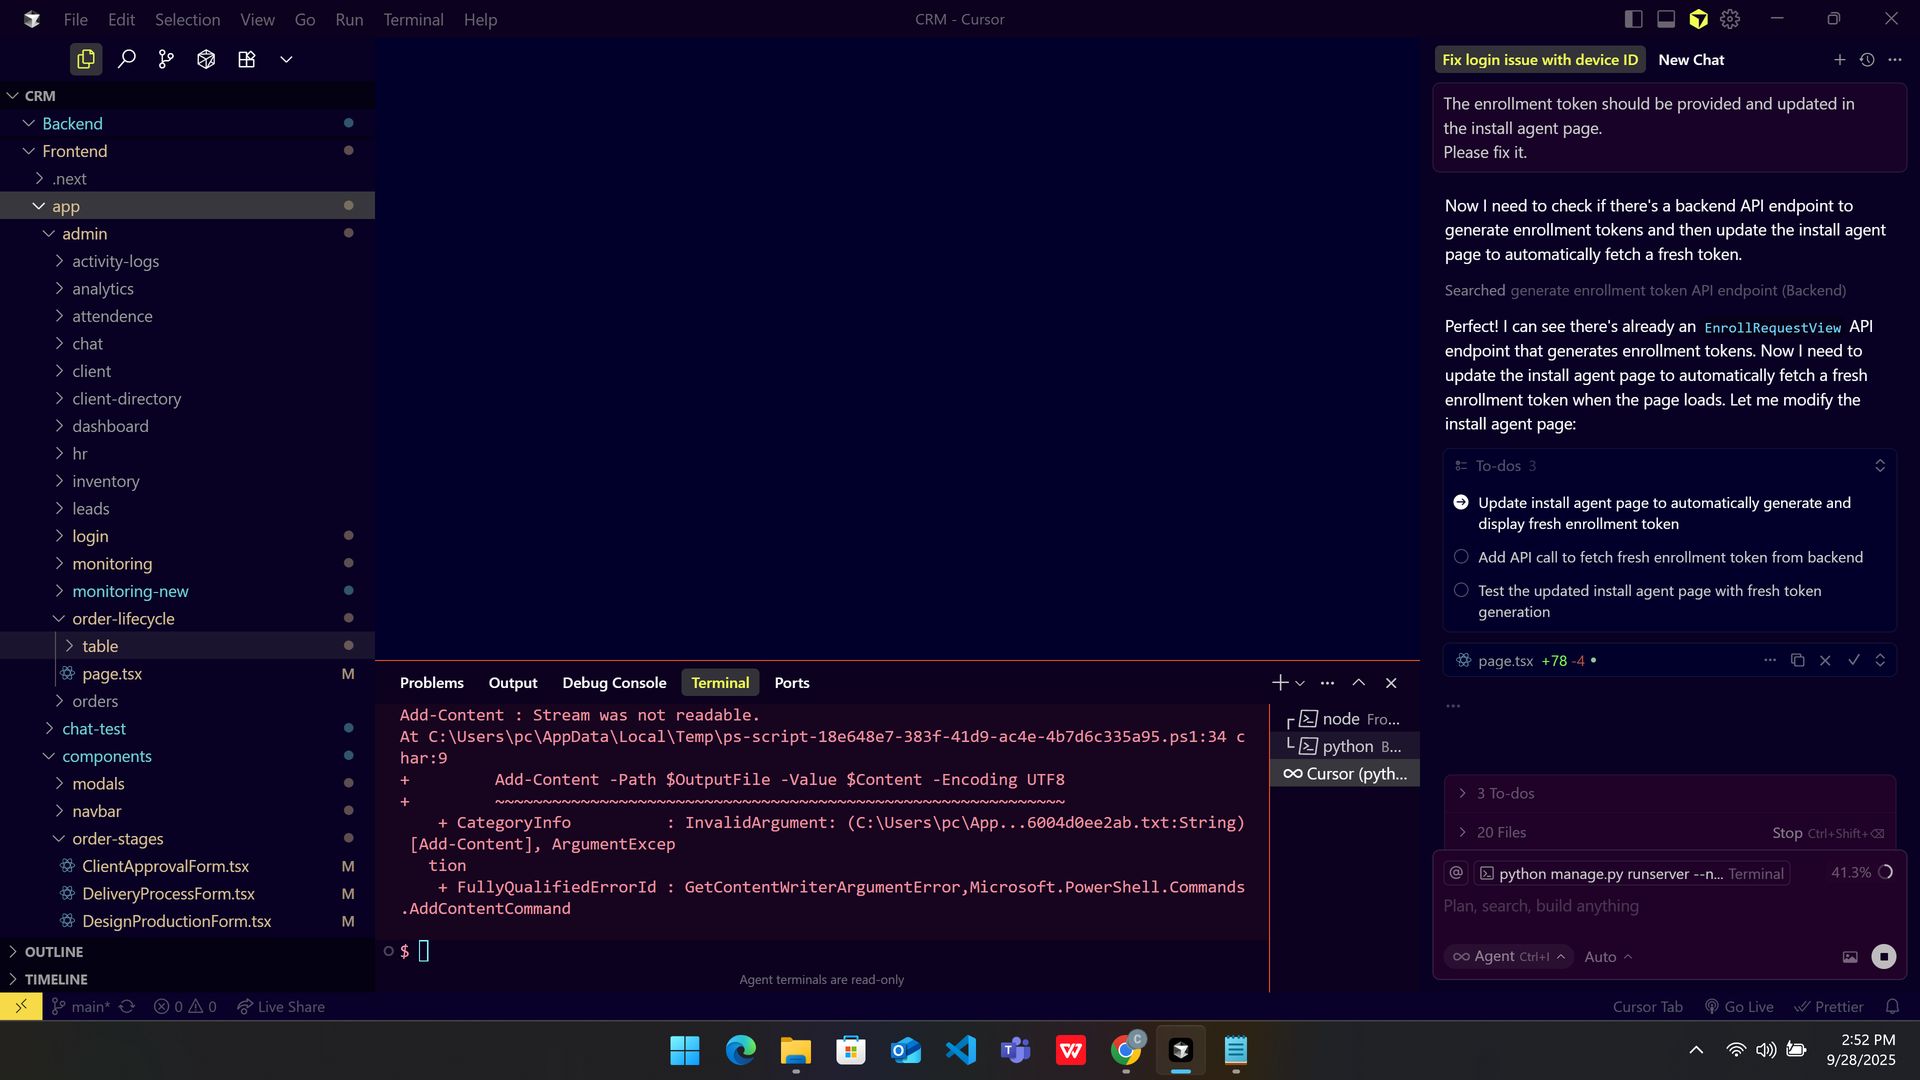 File Edit Selection View Go Run Terminal Help
CRM - Cursor
CRM
Backend
Frontend
.next
app
admin
activity-logs
analytics
attendence
chat
client
client-directory
dashboard
hr
inventory
leads
login
monitoring
monitoring-new
order-lifecycle
table
page.tsx M
orders
chat-test
components
modals
navbar
order-stages
ClientApprovalForm.tsx M
DeliveryProcessForm.tsx M
DesignProductionForm.tsx M
OUTLINE
TIMELINE
Problems Output Debug Console Terminal Ports
Add-Content : Stream was not readable.
At C:\Users\pc\AppData\Local\Temp\ps-script-18e648e7-383f-41d9-ac4e-4b7d6c335a95.ps1:34 c
har:9
+         Add-Content -Path $OutputFile -Value $Content -Encoding UTF8
+         ~~~~~~~~~~~~~~~~~~~~~~~~~~~~~~~~~~~~~~~~~~~~~~~~~~~~~~~~~~~~
+ CategoryInfo          : InvalidArgument: (C:\Users\pc\App...6004d0ee2ab.txt:String)
[Add-Content], ArgumentExcep
tion
+ FullyQualifiedErrorId : GetContentWriterArgumentError,Microsoft.PowerShell.Commands
.AddContentCommand
$
Agent terminals are read-only
node Fro...
python B...
Cursor (pyth...
Fix login issue with device ID New Chat
The enrollment token should be provided and updated in
the install agent page.
Please fix it.
Now I need to check if there's a backend API endpoint to
generate enrollment tokens and then update the install agent
page to automatically fetch a fresh token.
Searched generate enrollment token API endpoint (Backend)
Perfect! I can see there's already an EnrollRequestView API
endpoint that generates enrollment tokens. Now I need to
update the install agent page to automatically fetch a fresh
enrollment token when the page loads. Let me modify the
install agent page:
To-dos 3
Update install agent page to automatically generate and
display fresh enrollment token
Add API call to fetch fresh enrollment token from backend
Test the updated install agent page with fresh token
generation
page.tsx +78 -4
3 To-dos
20 Files Stop Ctrl+Shift+⌫
@ python manage.py runserver --n... Terminal 41.3%
Plan, search, build anything
Agent Ctrl+I Auto
main* 0 0 Live Share
Cursor Tab Go Live Prettier
C
2:52 PM
9/28/2025